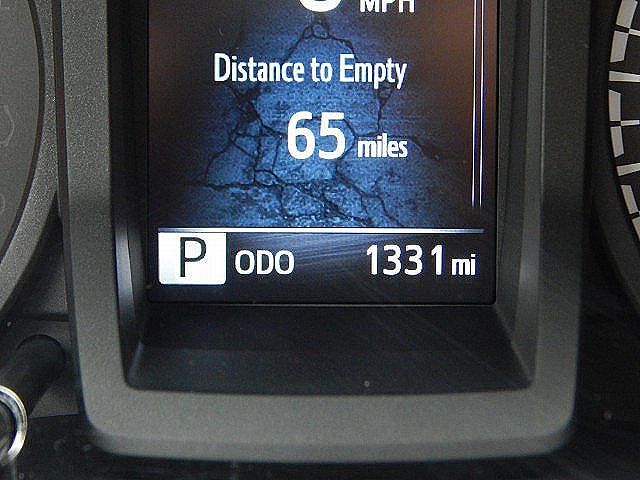 MPH
Distance to Empty
65 miles
P ODO 1331 mi